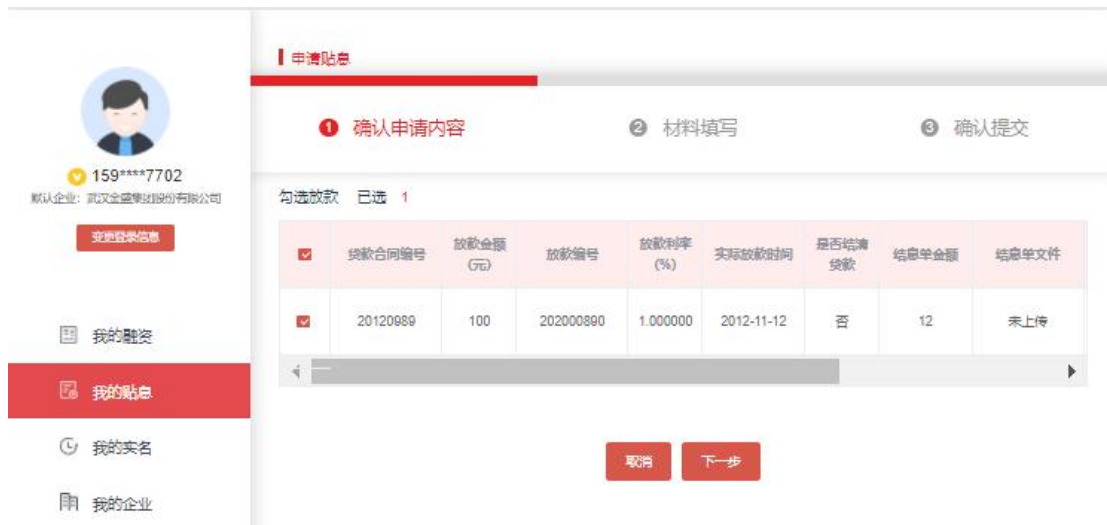 申请贴息
1 确认申请内容
2 材料填写
3 确认提交
159****7702
默认企业：武汉金盛集团股份有限公司
变更登录信息
勾选放款 已选 1
贷款合同编号 放款金额(元) 放款编号 放款利率(%) 实际放款时间 是否结清贷款 结息单金额 结息单文件
20120989 100 202000890 1.000000 2012-11-12 否 12 未上传
我的融资
我的贴息
我的实名
我的企业
取消 下一步